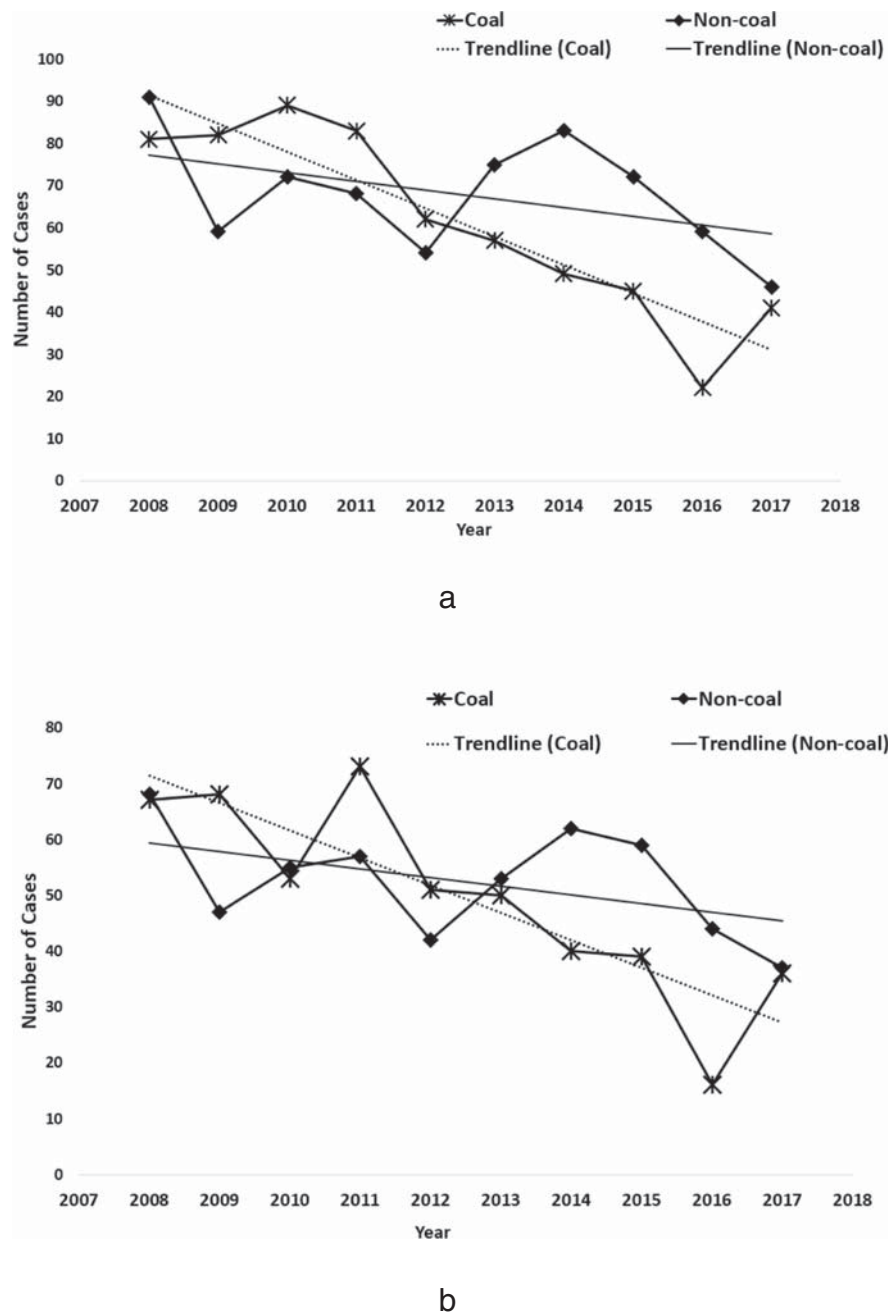 Coal Non-coal
Trendline (Coal) Trendline (Non-coal)
100
90
80
70
60
50
40
30
20
10
0
Number of Cases
2007 2008 2009 2010 2011 2012 2013 2014 2015 2016 2017 2018
Year
a
Coal Non-coal
Trendline (Coal) Trendline (Non-coal)
80
70
60
50
40
30
20
10
0
Number of Cases
2007 2008 2009 2010 2011 2012 2013 2014 2015 2016 2017 2018
Year
b